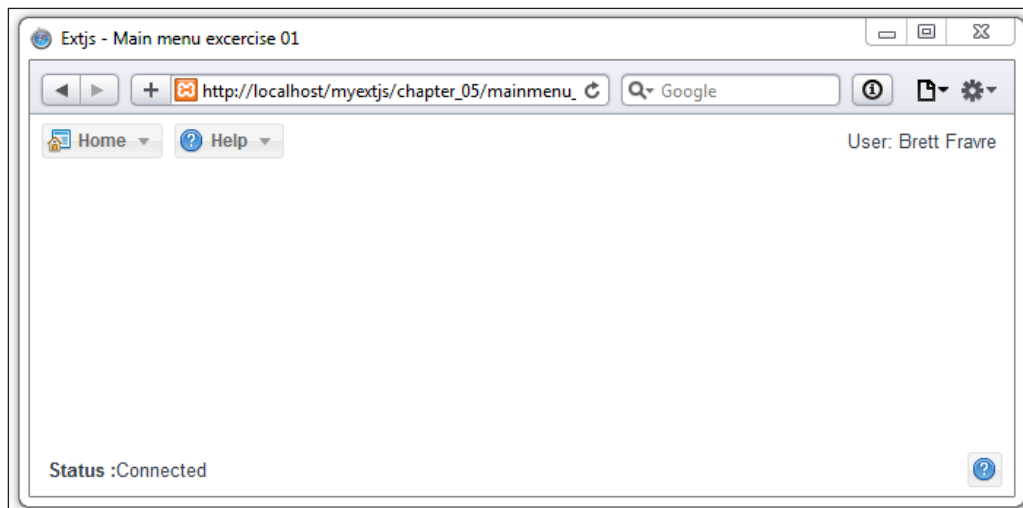 Extjs - Main menu excercise 01
http://localhost/myextjs/chapter_05/mainmenu_
Google
Home
Help
User: Brett Fravre
Status :Connected